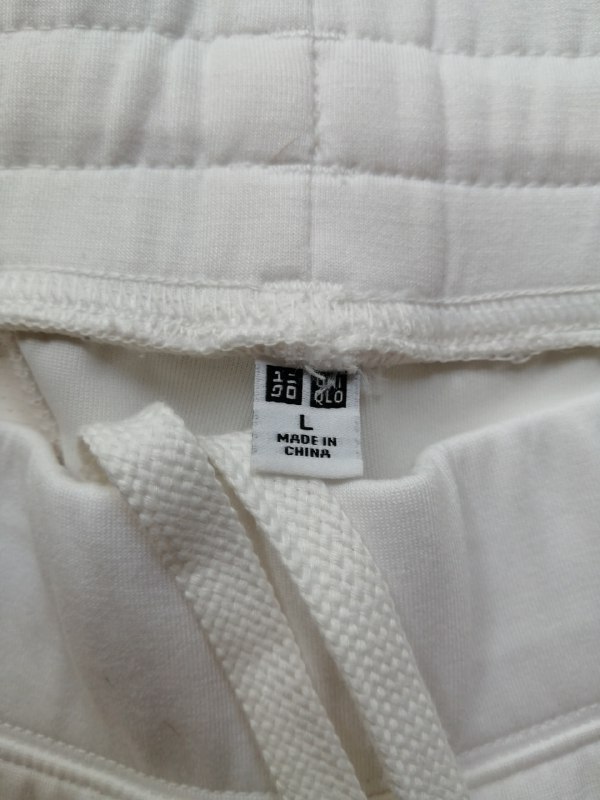 ユニ UNI
クロ QLO
L
MADE IN
CHINA